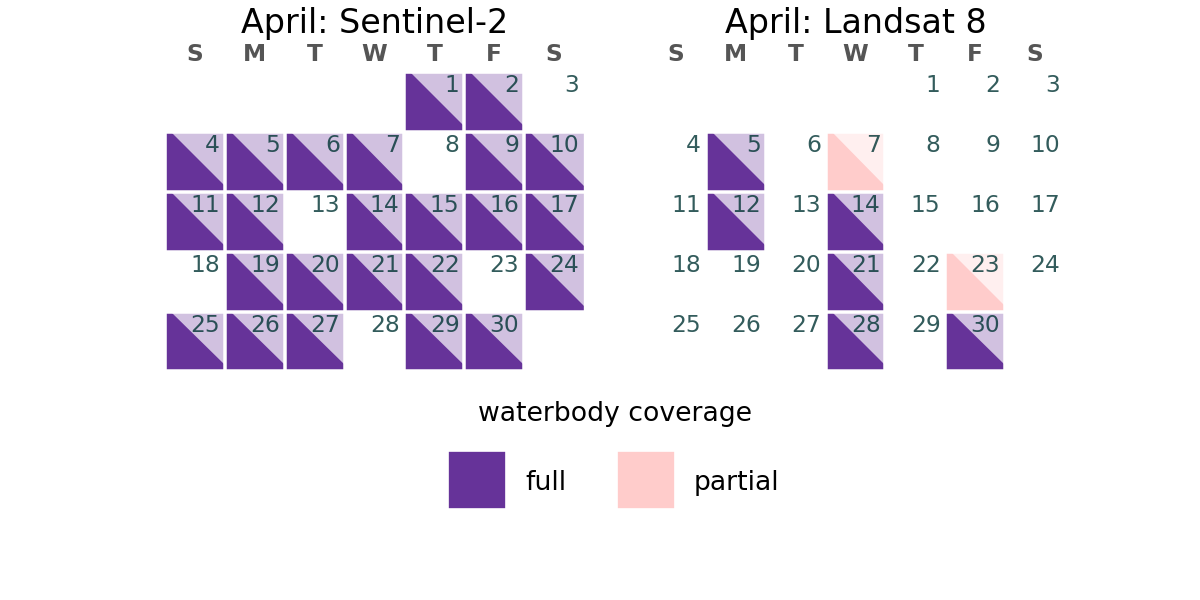 April: Sentinel-2
S M T W T F S
1 2 3
4 5 6 7 8 9 10
11 12 13 14 15 16 17
18 19 20 21 22 23 24
25 26 27 28 29 30
April: Landsat 8
S M T W T F S
1 2 3
4 5 6 7 8 9 10
11 12 13 14 15 16 17
18 19 20 21 22 23 24
25 26 27 28 29 30
waterbody coverage
full
partial